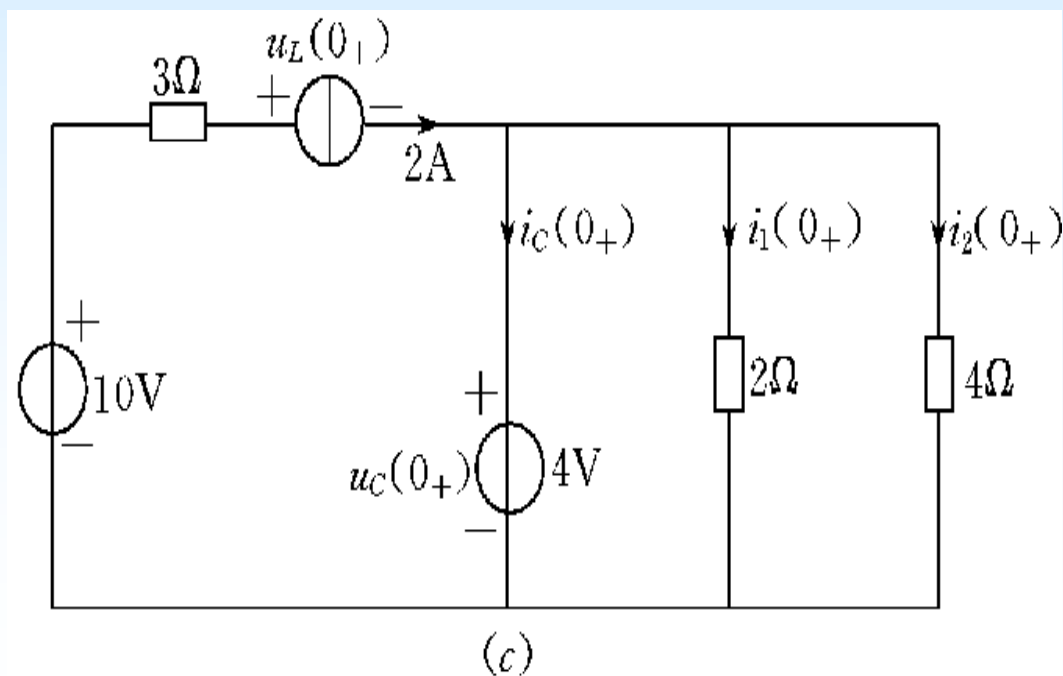 u_L(0_+)
3Ω
+ −
2A
i_C(0_+) i_1(0_+) i_2(0_+)
+
10V
−
+
u_C(0_+) 4V
−
2Ω
4Ω
(c)